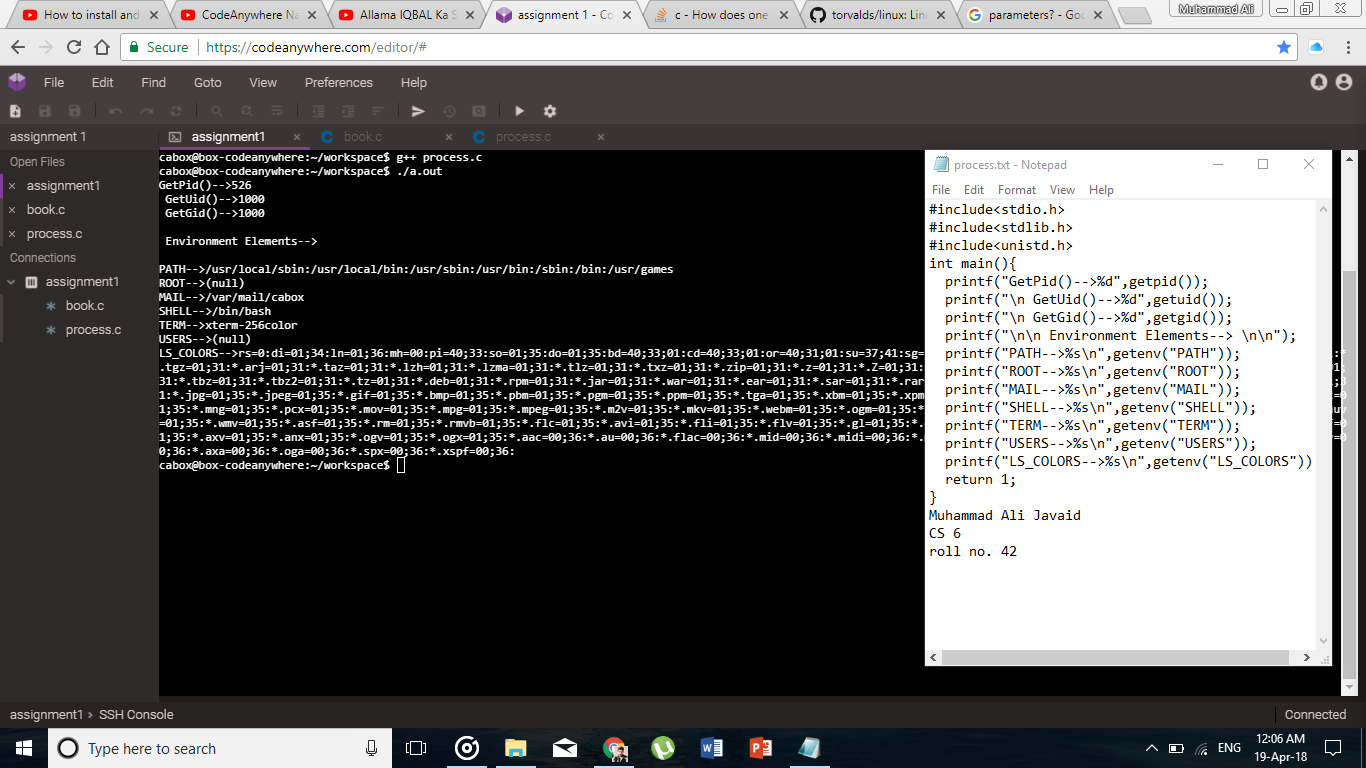 How to install and
CodeAnywhere Na
Allama IQBAL Ka S
assignment 1 - Co
c - How does one
torvalds/linux: Lin
parameters? - Goo
Muhammad Ali
Secure
https://codeanywhere.com/editor/#
File Edit Find Goto View Preferences Help
assignment 1
assignment1
book.c
process.c
Open Files
assignment1
book.c
process.c
Connections
assignment1
book.c
process.c
cabox@box-codeanywhere:~/workspace$ g++ process.c
cabox@box-codeanywhere:~/workspace$ ./a.out
GetPid()-->526
GetUid()-->1000
GetGid()-->1000
Environment Elements-->
PATH-->/usr/local/sbin:/usr/local/bin:/usr/sbin:/usr/bin:/sbin:/bin:/usr/games
ROOT-->(null)
MAIL-->/var/mail/cabox
SHELL-->/bin/bash
TERM-->xterm-256color
USERS-->(null)
LS_COLORS-->rs=0:di=01;34:ln=01;36:mh=00:pi=40;33:so=01;35:do=01;35:bd=40;33;01:cd=40;33;01:or=40;31;01:su=37;41:sg=
.tgz=01;31:*.arj=01;31:*.taz=01;31:*.lzh=01;31:*.lzma=01;31:*.tlz=01;31:*.txz=01;31:*.zip=01;31:*.z=01;31:*.Z=01;31:
31:*.tbz=01;31:*.tbz2=01;31:*.tz=01;31:*.deb=01;31:*.rpm=01;31:*.jar=01;31:*.war=01;31:*.ear=01;31:*.sar=01;31:*.rar
1:*.jpg=01;35:*.jpeg=01;35:*.gif=01;35:*.bmp=01;35:*.pbm=01;35:*.pgm=01;35:*.ppm=01;35:*.tga=01;35:*.xbm=01;35:*.xpm
1;35:*.mng=01;35:*.pcx=01;35:*.mov=01;35:*.mpg=01;35:*.mpeg=01;35:*.m2v=01;35:*.mkv=01;35:*.webm=01;35:*.ogm=01;35:*
=01;35:*.wmv=01;35:*.asf=01;35:*.rm=01;35:*.rmvb=01;35:*.flc=01;35:*.avi=01;35:*.fli=01;35:*.flv=01;35:*.gl=01;35:*.
1;35:*.axv=01;35:*.anx=01;35:*.ogv=01;35:*.ogx=01;35:*.aac=00;36:*.au=00;36:*.flac=00;36:*.mid=00;36:*.midi=00;36:*.
0;36:*.axa=00;36:*.oga=00;36:*.spx=00;36:*.xspf=00;36:
cabox@box-codeanywhere:~/workspace$
process.txt - Notepad
File Edit Format View Help
#include<stdio.h>
#include<stdlib.h>
#include<unistd.h>
int main(){
printf("GetPid()-->%d",getpid());
printf("\n GetUid()-->%d",getuid());
printf("\n GetGid()-->%d",getgid());
printf("\n\n Environment Elements--> \n\n");
printf("PATH-->%s\n",getenv("PATH"));
printf("ROOT-->%s\n",getenv("ROOT"));
printf("MAIL-->%s\n",getenv("MAIL"));
printf("SHELL-->%s\n",getenv("SHELL"));
printf("TERM-->%s\n",getenv("TERM"));
printf("USERS-->%s\n",getenv("USERS"));
printf("LS_COLORS-->%s\n",getenv("LS_COLORS"))
return 1;
}
Muhammad Ali Javaid
CS 6
roll no. 42
assignment1 › SSH Console
Connected
Type here to search
ENG
12:06 AM
19-Apr-18